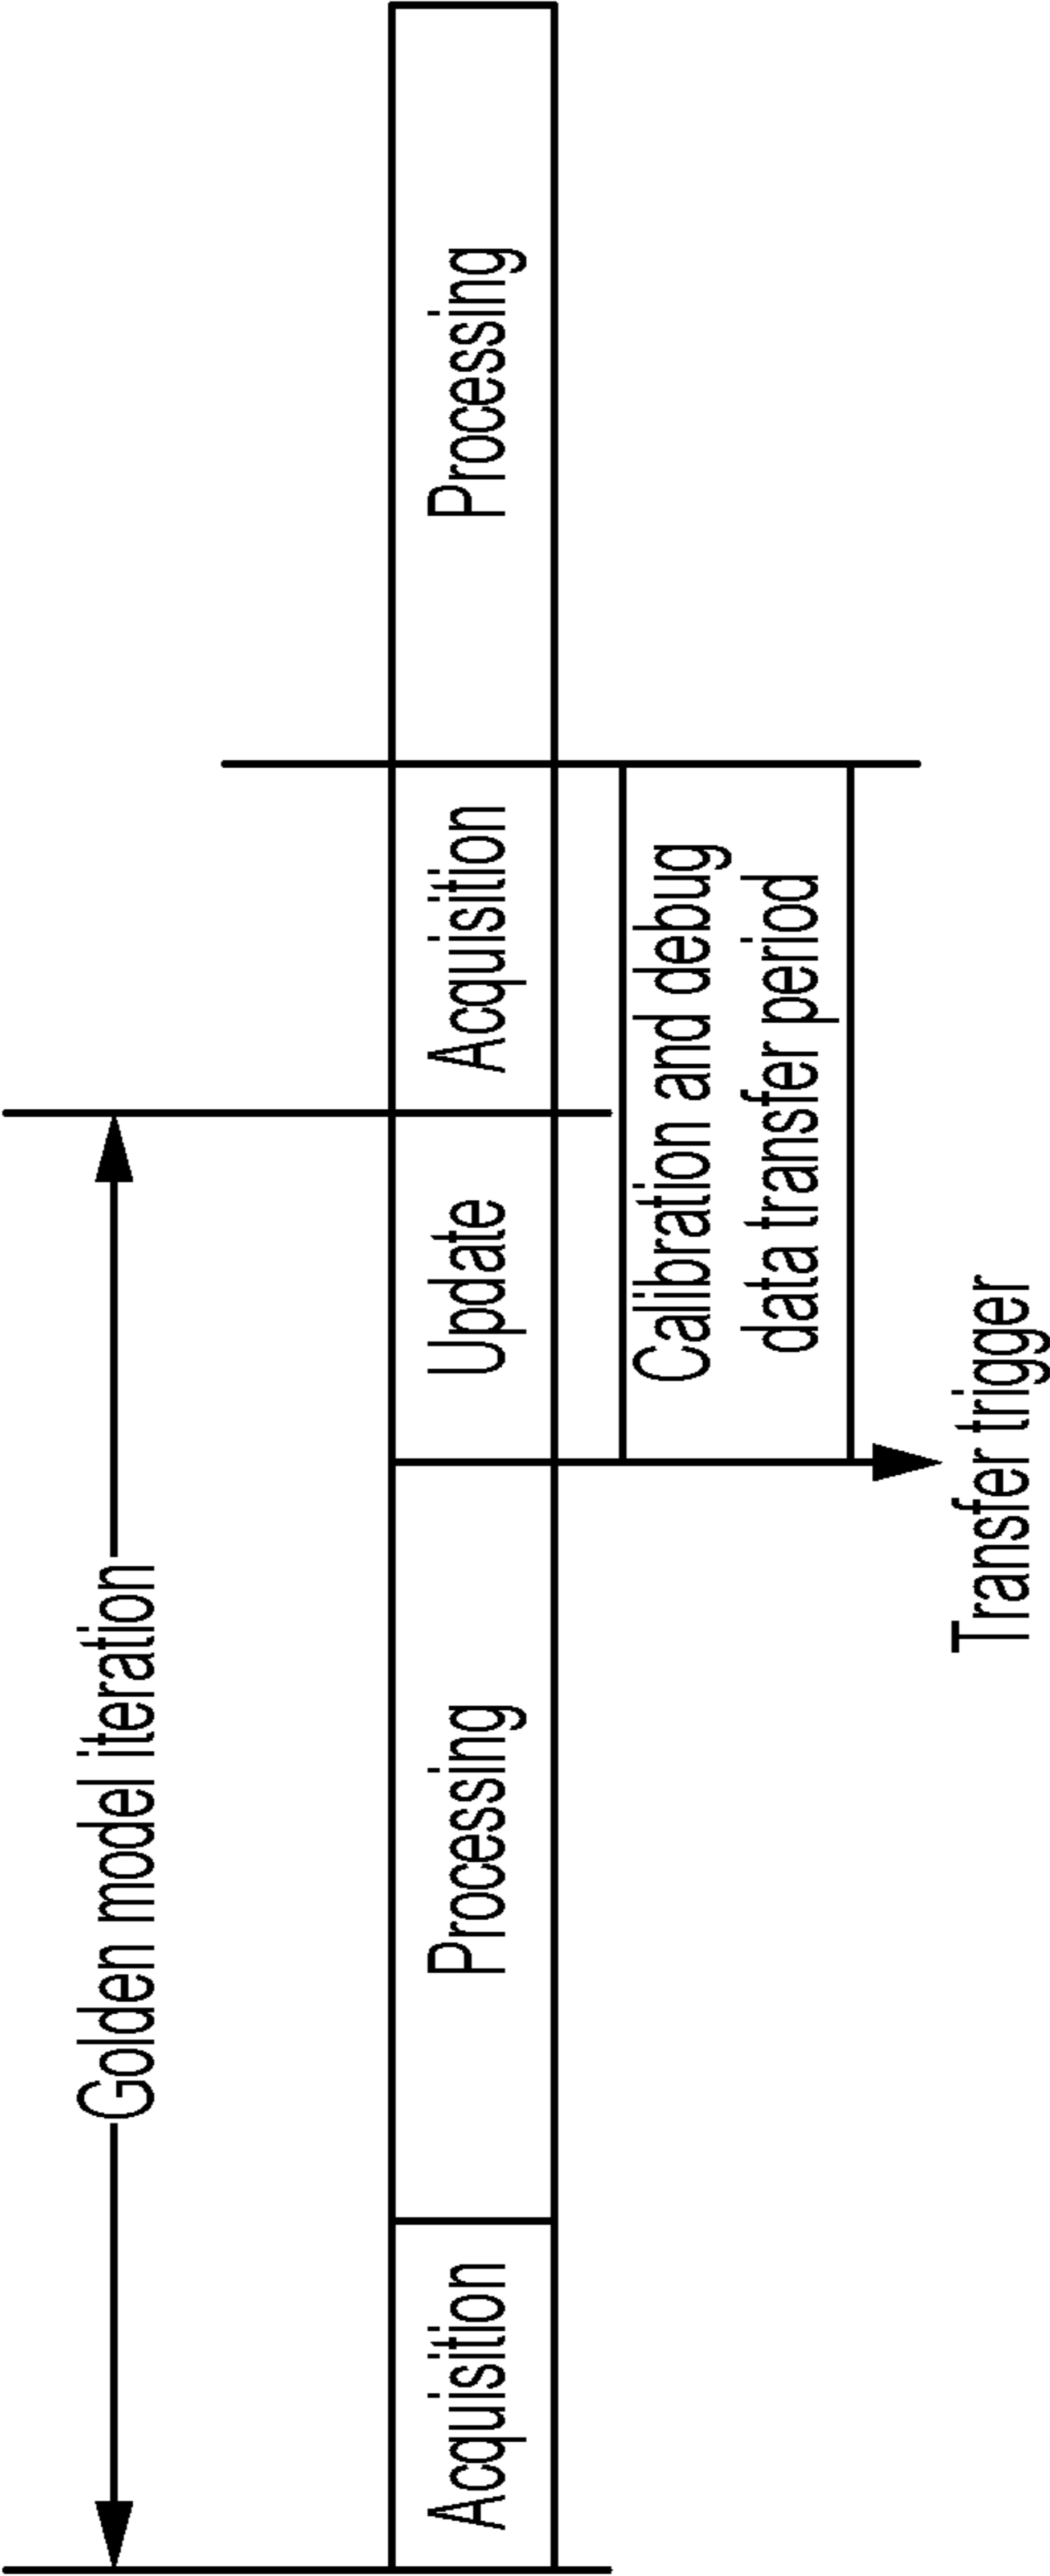 Golden model iteration
Acquisition
Processing
Update
Acquisition
Processing
Calibration and debug
data transfer period
Transfer trigger